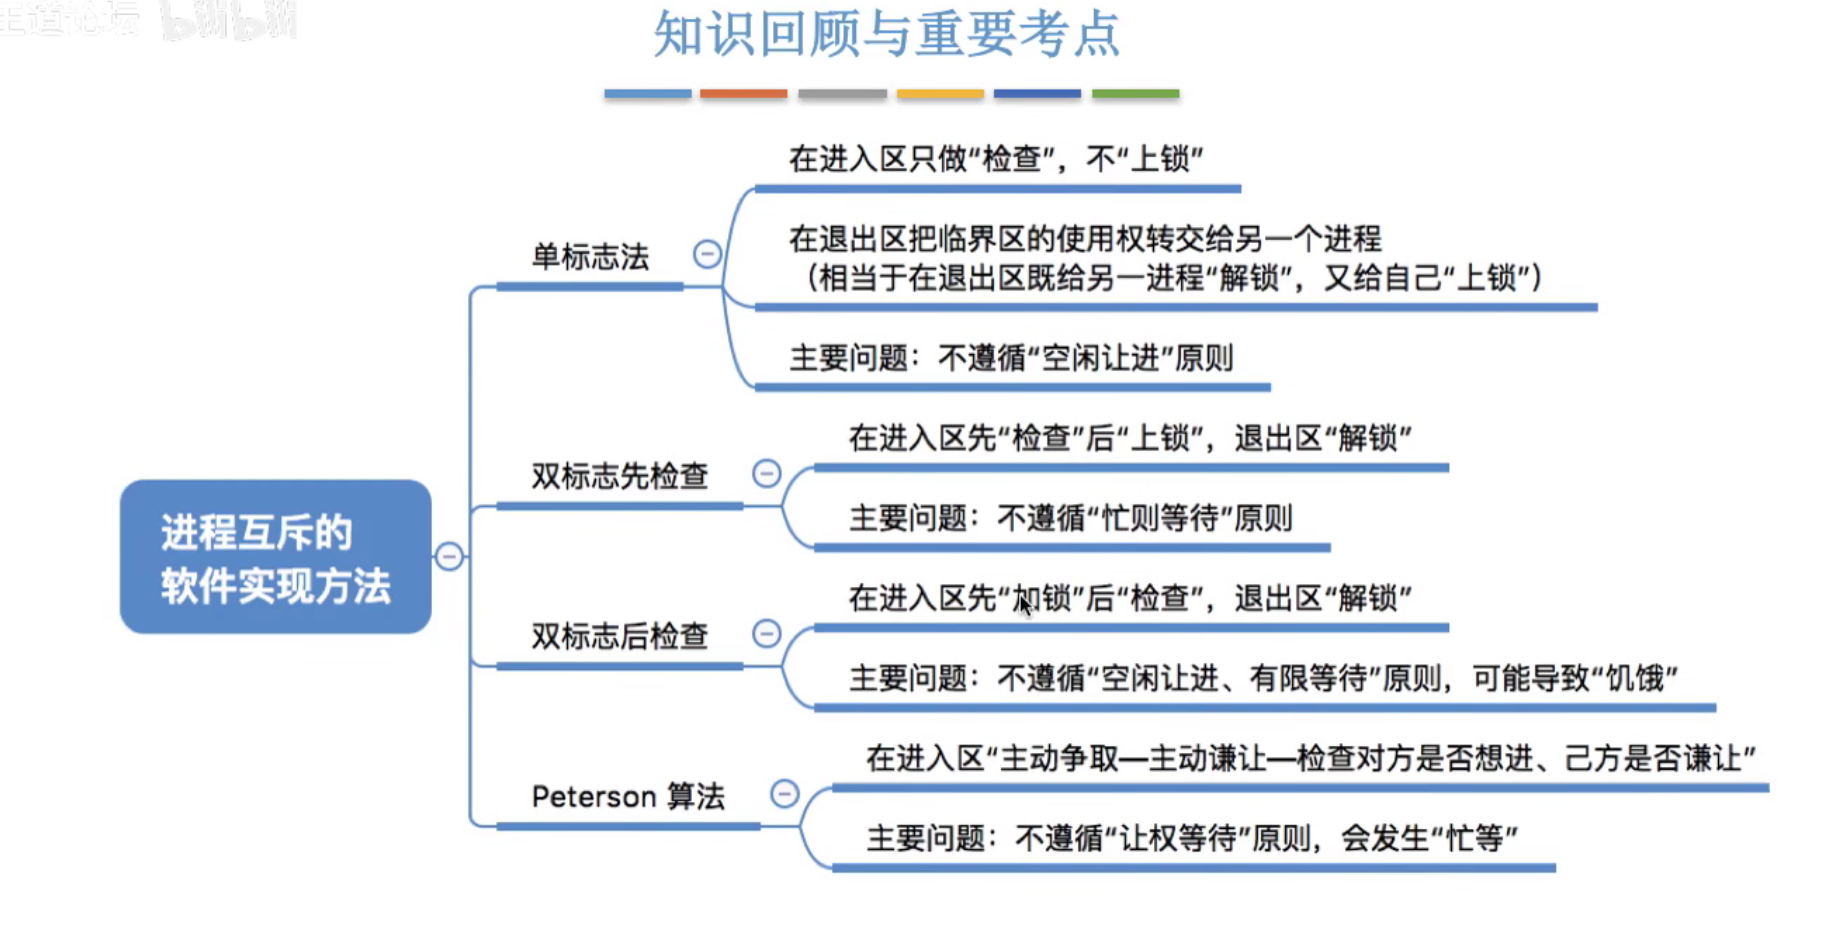 王道论坛 bilibili
知识回顾与重要考点
在进入区只做“检查”，不“上锁”
单标志法
在退出区把临界区的使用权转交给另一个进程
（相当于在退出区既给另一进程“解锁”，又给自己“上锁”）
主要问题：不遵循“空闲让进”原则
双标志先检查
在进入区先“检查”后“上锁”，退出区“解锁”
主要问题：不遵循“忙则等待”原则
进程互斥的
软件实现方法
双标志后检查
在进入区先“加锁”后“检查”，退出区“解锁”
主要问题：不遵循“空闲让进、有限等待”原则，可能导致“饥饿”
Peterson 算法
在进入区“主动争取—主动谦让—检查对方是否想进、己方是否谦让”
主要问题：不遵循“让权等待”原则，会发生“忙等”